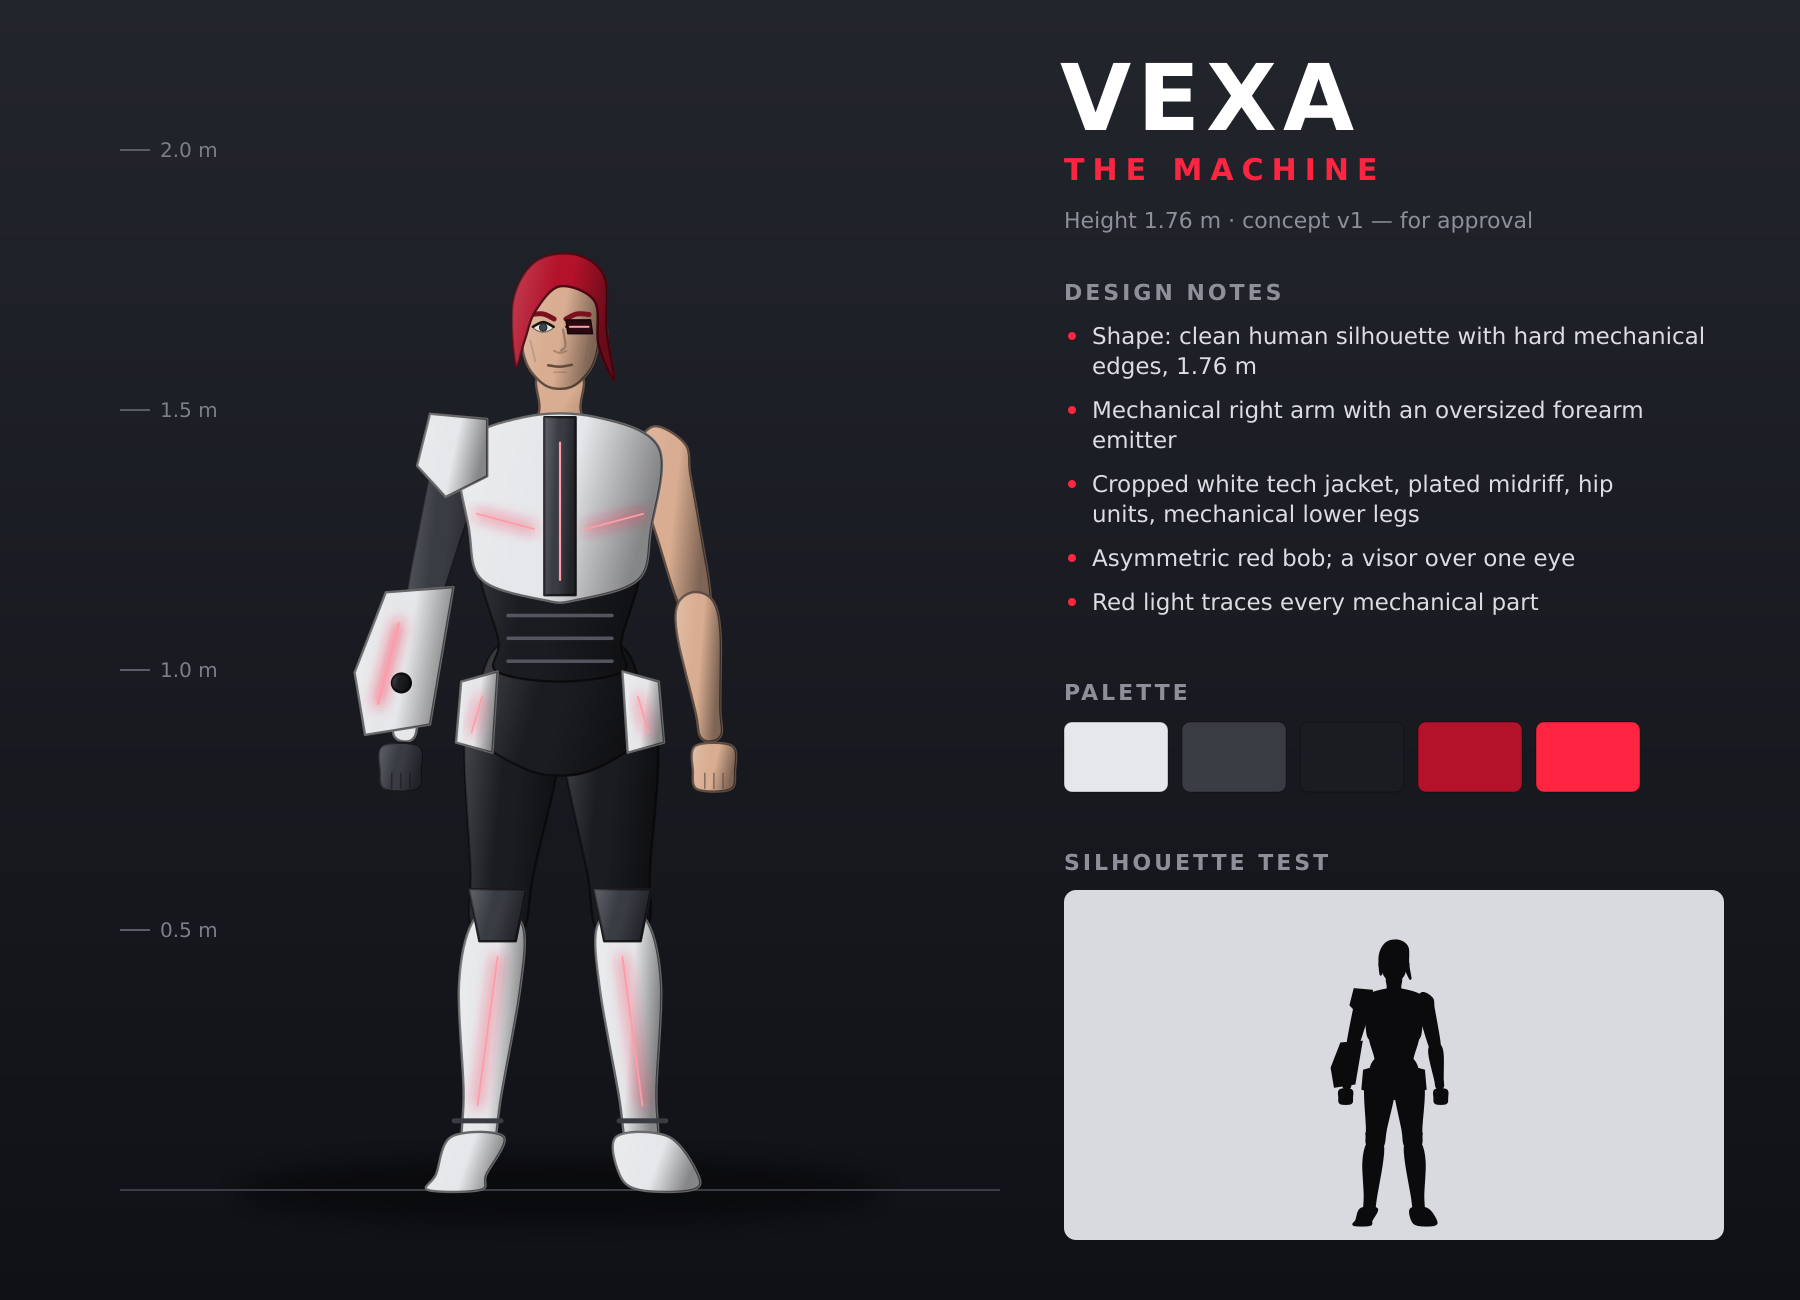 VEXA
THE MACHINE
Height 1.76 m · concept v1 — for approval
2.0 m
1.5 m
1.0 m
0.5 m
DESIGN NOTES
• Shape: clean human silhouette with hard mechanical
edges, 1.76 m
• Mechanical right arm with an oversized forearm
emitter
• Cropped white tech jacket, plated midriff, hip
units, mechanical lower legs
• Asymmetric red bob; a visor over one eye
• Red light traces every mechanical part
PALETTE
SILHOUETTE TEST